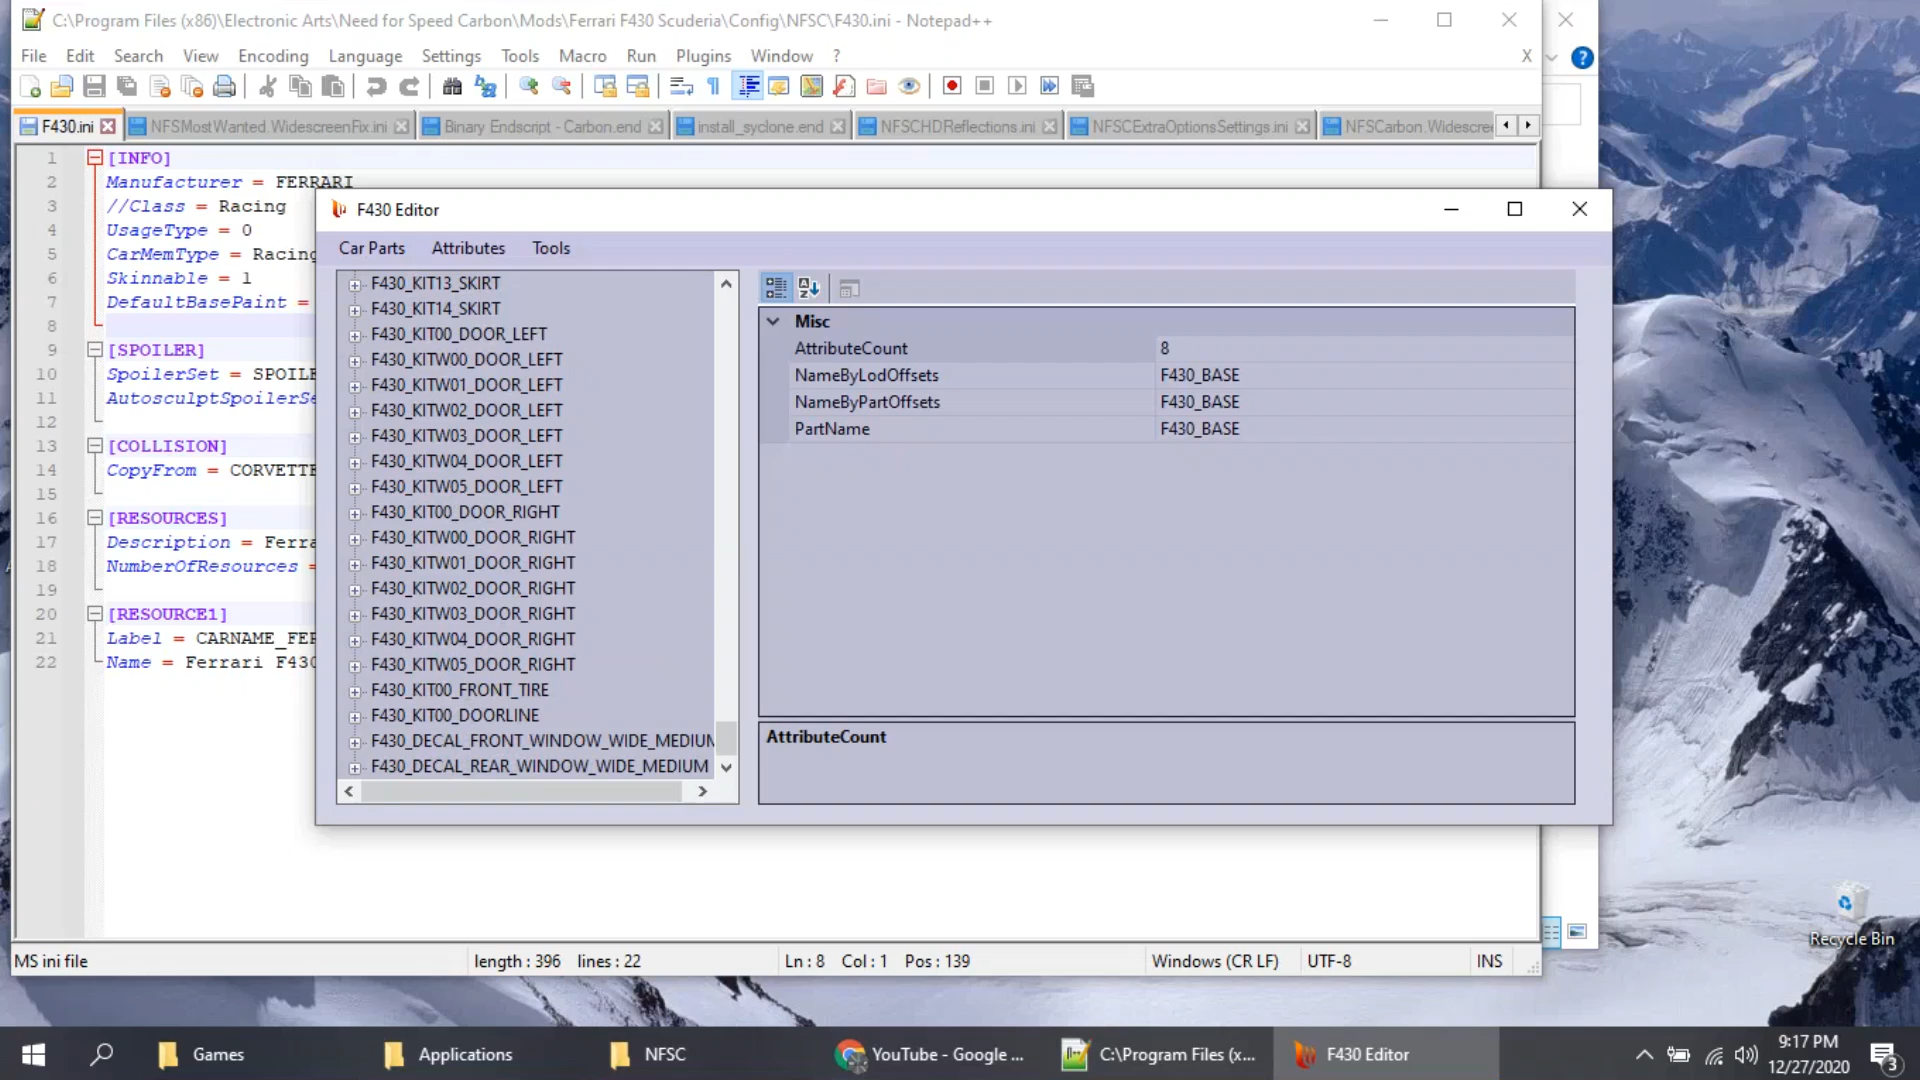 C:\Program Files (x86)\Electronic Arts\Need for Speed Carbon\Mods\Ferrari F430 Scuderia\Config\NFSC\F430.ini - Notepad++
File Edit Search View Encoding Language Settings Tools Macro Run Plugins Window ?
X
F430.ini NFSMostWanted.WidescreenFix.ini Binary Endscript - Carbon.end install_syclone.end NFSCHDReflections.ini NFSCExtraOptionsSettings.ini NFSCarbon.Widescree
1 [INFO]
2 Manufacturer = FERRARI
3 //Class = Racing
4 UsageType = 0
5 CarMemType = Racing
6 Skinnable = 1
7 DefaultBasePaint =
8
9 [SPOILER]
10 SpoilerSet = SPOILE
11 AutosculptSpoilerSe
12
13 [COLLISION]
14 CopyFrom = CORVETTE
15
16 [RESOURCES]
17 Description = Ferra
18 NumberOfResources =
19
20 [RESOURCE1]
21 Label = CARNAME_FER
22 Name = Ferrari F430
F430 Editor
Car Parts Attributes Tools
F430_KIT13_SKIRT
F430_KIT14_SKIRT
F430_KIT00_DOOR_LEFT
F430_KITW00_DOOR_LEFT
F430_KITW01_DOOR_LEFT
F430_KITW02_DOOR_LEFT
F430_KITW03_DOOR_LEFT
F430_KITW04_DOOR_LEFT
F430_KITW05_DOOR_LEFT
F430_KIT00_DOOR_RIGHT
F430_KITW00_DOOR_RIGHT
F430_KITW01_DOOR_RIGHT
F430_KITW02_DOOR_RIGHT
F430_KITW03_DOOR_RIGHT
F430_KITW04_DOOR_RIGHT
F430_KITW05_DOOR_RIGHT
F430_KIT00_FRONT_TIRE
F430_KIT00_DOORLINE
F430_DECAL_FRONT_WINDOW_WIDE_MEDIUM
F430_DECAL_REAR_WINDOW_WIDE_MEDIUM
Misc
AttributeCount 8
NameByLodOffsets F430_BASE
NameByPartOffsets F430_BASE
PartName F430_BASE
AttributeCount
MS ini file length : 396 lines : 22 Ln : 8 Col : 1 Pos : 139 Windows (CR LF) UTF-8 INS
Recycle Bin
Games Applications NFSC YouTube - Google ... C:\Program Files (x... F430 Editor
9:17 PM
12/27/2020
3